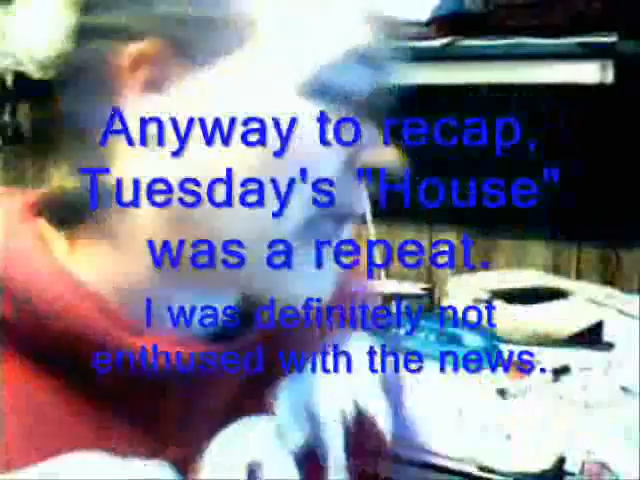 Anyway to recap,
Tuesday's "House"
was a repeat.
I was definitely not
enthused with the news.